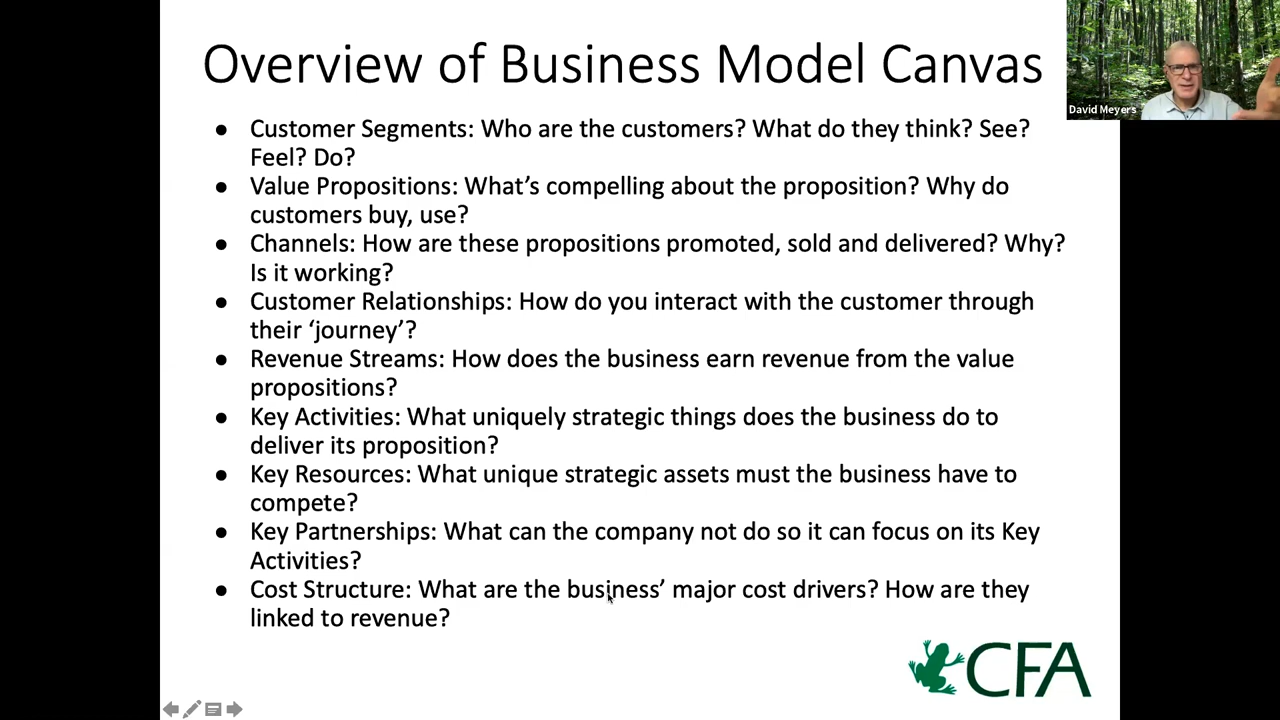 Overview of Business Model Canvas
David Meyers
● Customer Segments: Who are the customers? What do they think? See?
Feel? Do?
● Value Propositions: What’s compelling about the proposition? Why do
customers buy, use?
● Channels: How are these propositions promoted, sold and delivered? Why?
Is it working?
● Customer Relationships: How do you interact with the customer through
their ‘journey’?
● Revenue Streams: How does the business earn revenue from the value
propositions?
● Key Activities: What uniquely strategic things does the business do to
deliver its proposition?
● Key Resources: What unique strategic assets must the business have to
compete?
● Key Partnerships: What can the company not do so it can focus on its Key
Activities?
● Cost Structure: What are the business’ major cost drivers? How are they
linked to revenue?
CFA